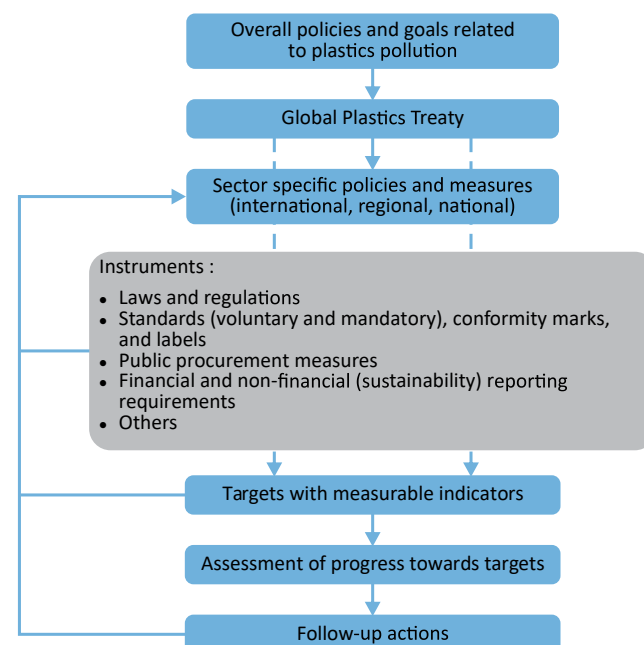 Overall policies and goals related
to plastics pollution
Global Plastics Treaty
Sector specific policies and measures
(international, regional, national)
Instruments :
• Laws and regulations
• Standards (voluntary and mandatory), conformity marks,
and labels
• Public procurement measures
• Financial and non-financial (sustainability) reporting
requirements
• Others
Targets with measurable indicators
Assessment of progress towards targets
Follow-up actions